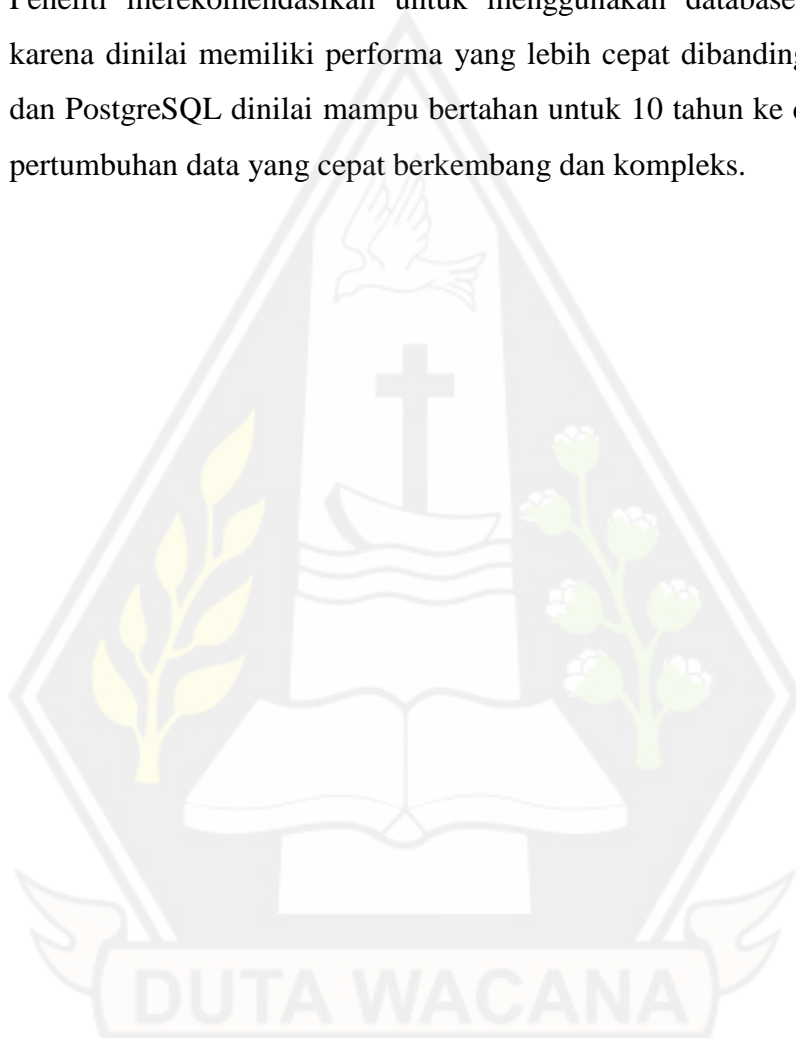 Peneliti merekomendasikan untuk menggunakan database
karena dinilai memiliki performa yang lebih cepat
dan PostgreSQL dinilai mampu bertahan untuk 10 tahun ke
pertumbuhan data yang cepat berkembang dan kompleks.
DUTA WACANA